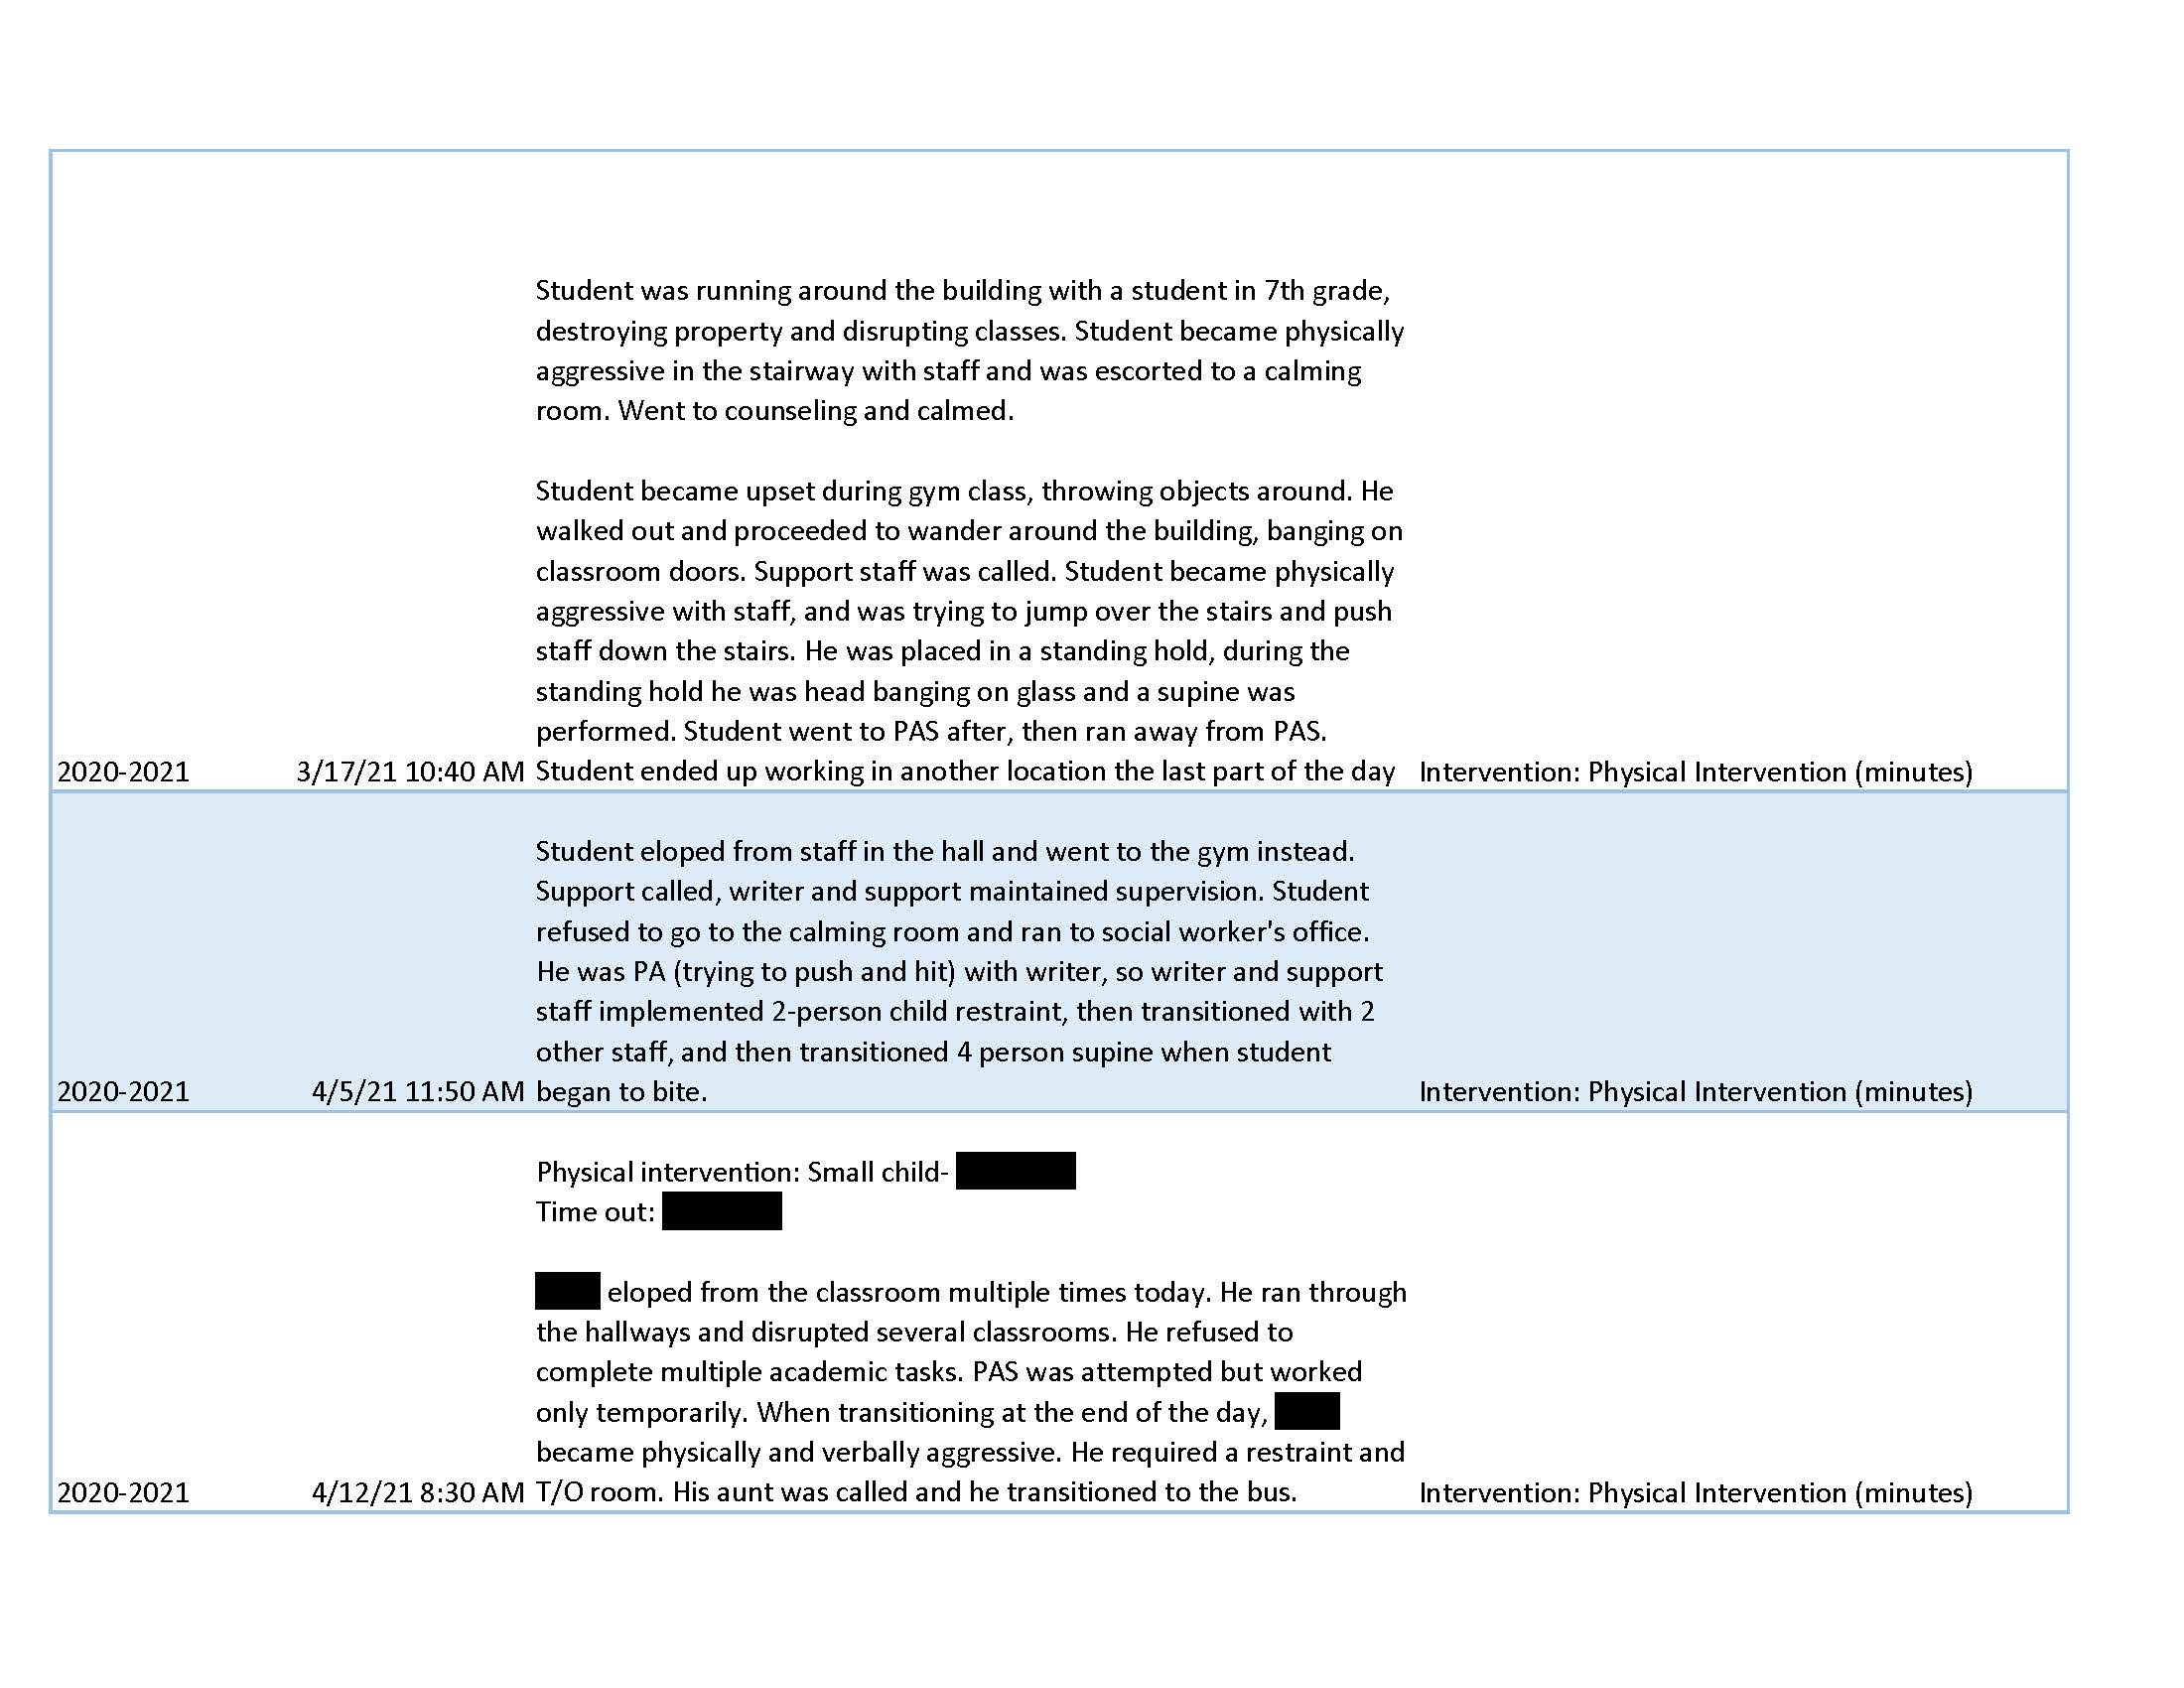 Student was running around the building with a student in 7th grade,
destroying property and disrupting classes. Student became physically
aggressive in the stairway with staff and was escorted to a calming
room. Went to counseling and calmed.
Student became upset during gym class, throwing objects around. He
walked out and proceeded to wander around the building, banging on
classroom doors. Support staff was called. Student became physically
aggressive with staff, and was trying to jump over the stairs and push
staff down the stairs. He was placed in a standing hold, during the
standing hold he was head banging on glass and a supine was
performed. Student went to PAS after, then ran away from PAS.
2020-2021 3/17/21 10:40 AM Student ended up working in another location the last part of the day Intervention: Physical Intervention (minutes)
Student eloped from staff in the hall and went to the gym instead.
Support called, writer and support maintained supervision. Student
refused to go to the calming room and ran to social worker's office.
He was PA (trying to push and hit) with writer, so writer and support
staff implemented 2-person child restraint, then transitioned with 2
other staff, and then transitioned 4 person supine when student
2020-2021 4/5/21 11:50 AM began to bite. Intervention: Physical Intervention (minutes)
Physical intervention: Small child-
Time out:
eloped from the classroom multiple times today. He ran through
the hallways and disrupted several classrooms. He refused to
complete multiple academic tasks. PAS was attempted but worked
only temporarily. When transitioning at the end of the day,
became physically and verbally aggressive. He required a restraint and
2020-2021 4/12/21 8:30 AM T/O room. His aunt was called and he transitioned to the bus. Intervention: Physical Intervention (minutes)